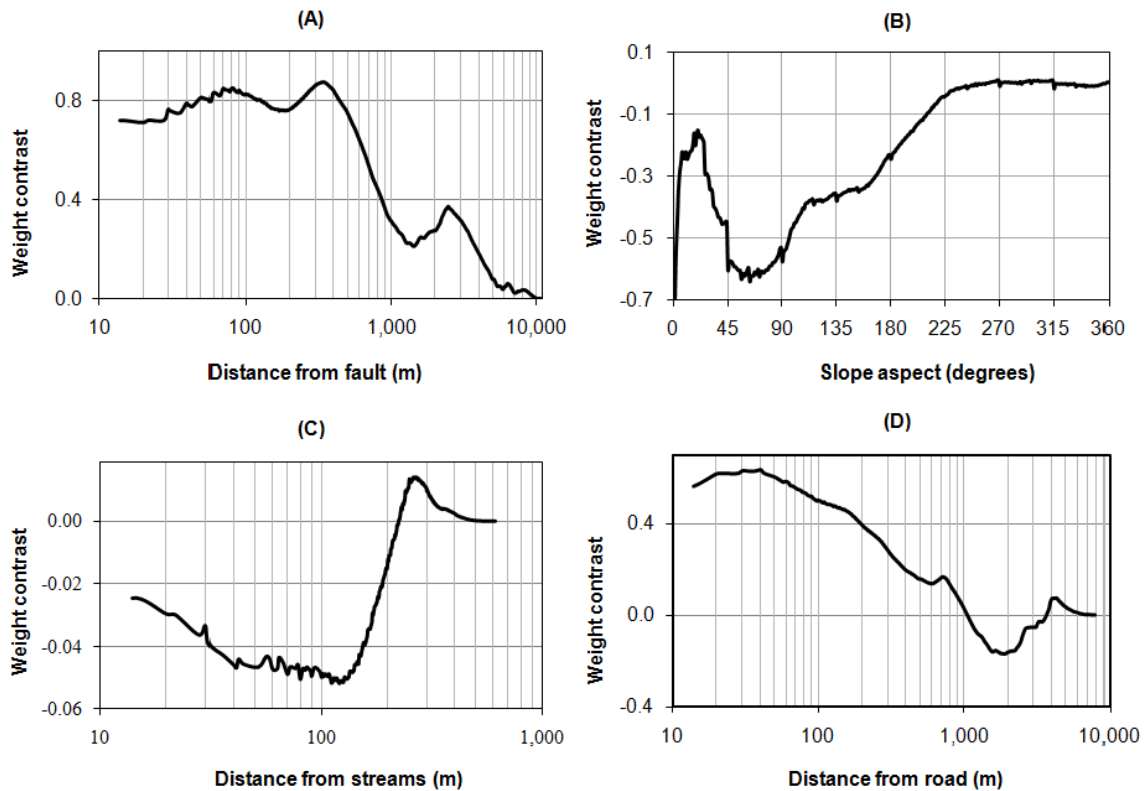 (A)
Weight contrast
0.8
0.4
0.0
10 100 1,000 10,000
Distance from fault (m)
(B)
Weight contrast
0.1
-0.1
-0.3
-0.5
-0.7
0 45 90 135 180 225 270 315 360
Slope aspect (degrees)
(C)
Weight contrast
0.00
-0.02
-0.04
-0.06
10 100 1,000
Distance from streams (m)
(D)
Weight contrast
0.4
0.0
-0.4
10 100 1,000 10,000
Distance from road (m)